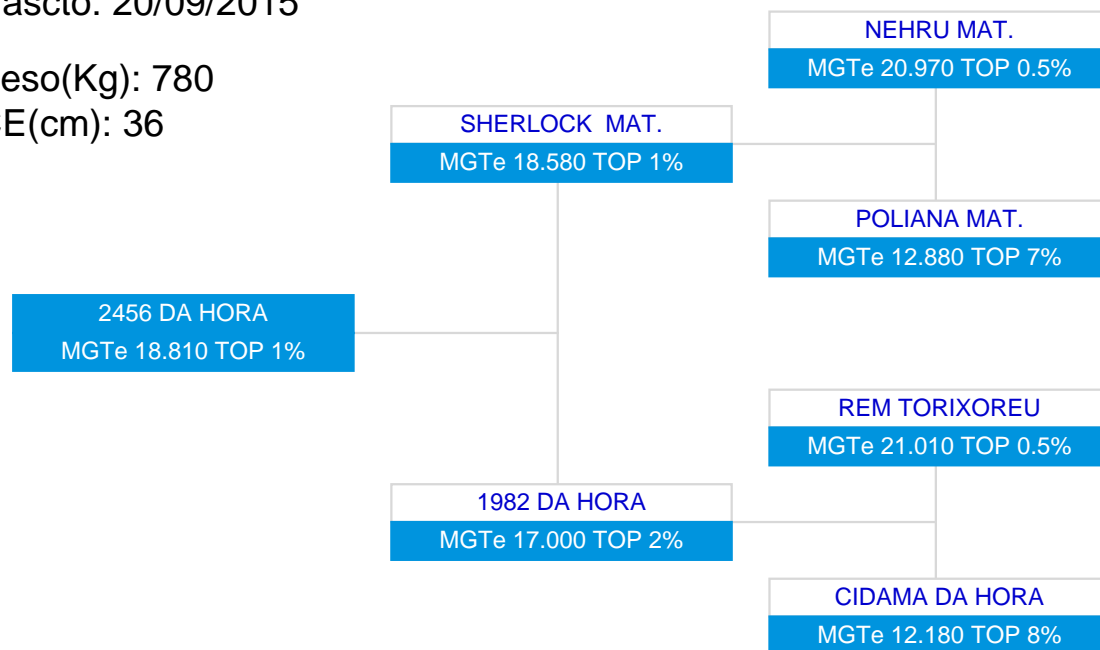 ascto: 20/09/2015
eso(Kg): 780
E(cm): 36
NEHRU MAT.
MGTe 20.970 TOP 0.5%
SHERLOCK MAT.
MGTe 18.580 TOP 1%
POLIANA MAT.
MGTe 12.880 TOP 7%
2456 DA HORA
MGTe 18.810 TOP 1%
REM TORIXOREU
MGTe 21.010 TOP 0.5%
1982 DA HORA
MGTe 17.000 TOP 2%
CIDAMA DA HORA
MGTe 12.180 TOP 8%